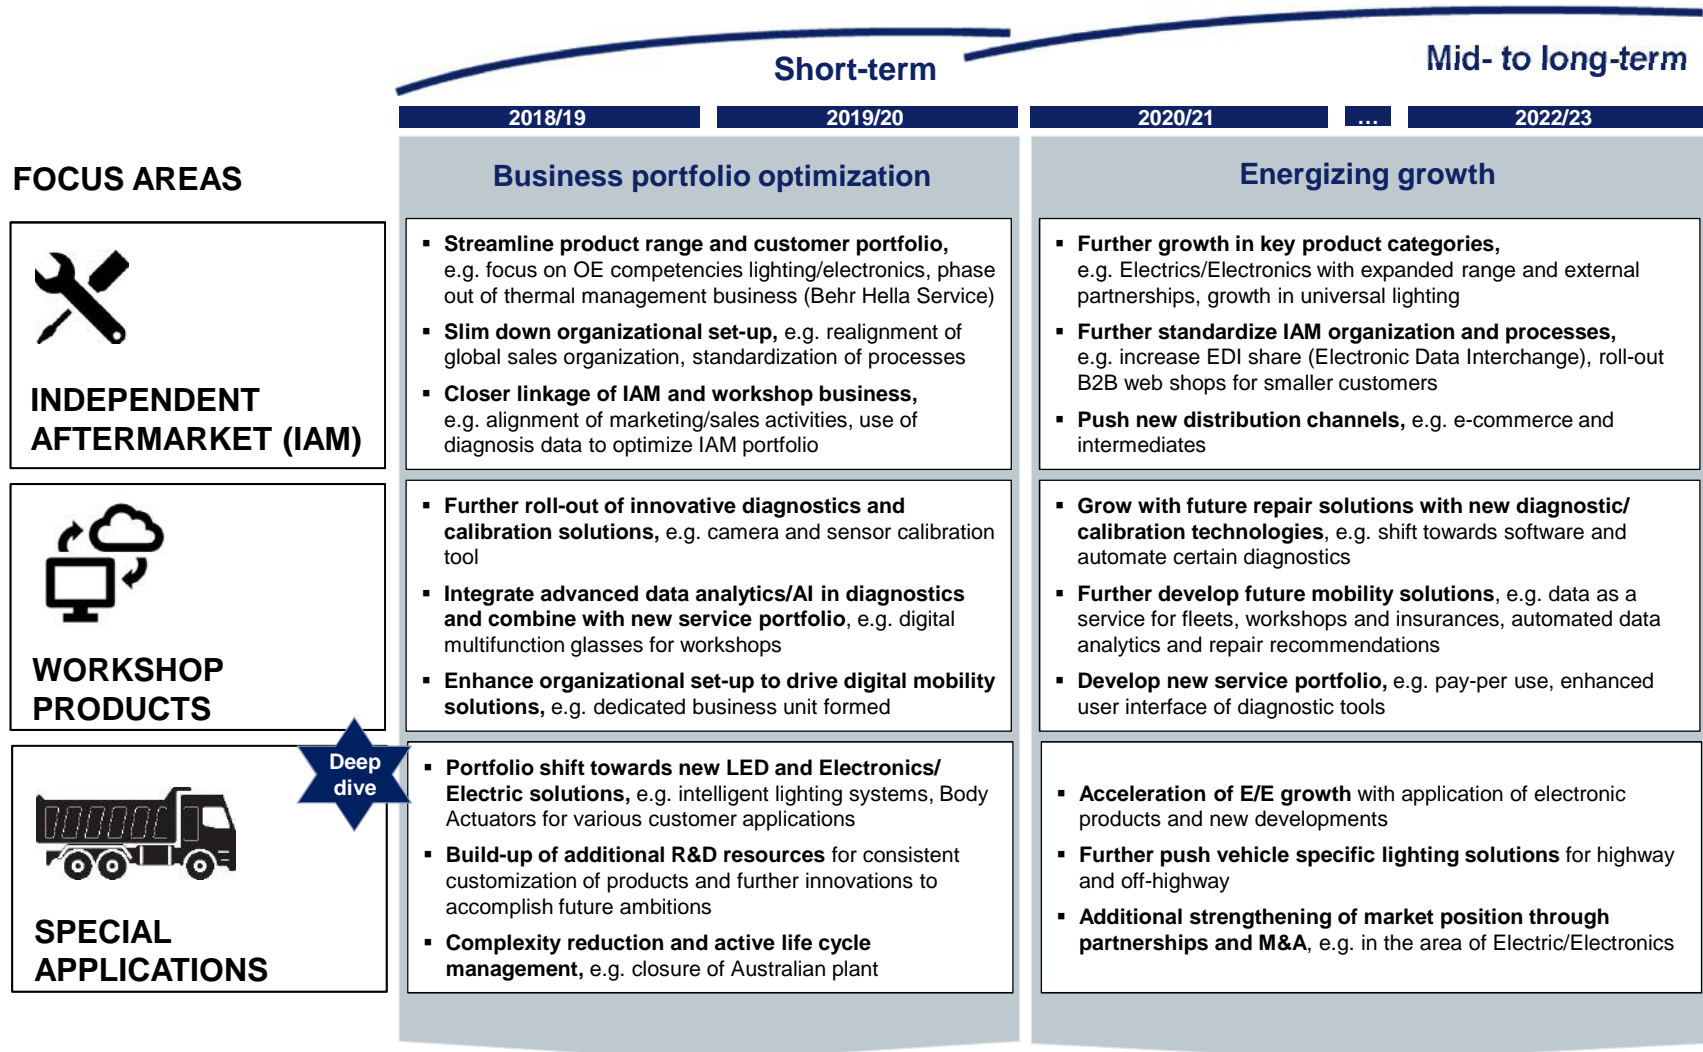 Short-term
Mid- to long-term
2018/19
2019/20
2020/21
...
2022/23
FOCUS AREAS
Business portfolio optimization
Energizing growth
INDEPENDENT
AFTERMARKET (IAM)
▪ Streamline product range and customer portfolio,
e.g. focus on OE competencies lighting/electronics, phase
out of thermal management business (Behr Hella Service)
▪ Slim down organizational set-up, e.g. realignment of
global sales organization, standardization of processes
▪ Closer linkage of IAM and workshop business,
e.g. alignment of marketing/sales activities, use of
diagnosis data to optimize IAM portfolio
▪ Further growth in key product categories,
e.g. Electrics/Electronics with expanded range and external
partnerships, growth in universal lighting
▪ Further standardize IAM organization and processes,
e.g. increase EDI share (Electronic Data Interchange), roll-out
B2B web shops for smaller customers
▪ Push new distribution channels, e.g. e-commerce and
intermediates
WORKSHOP
PRODUCTS
▪ Further roll-out of innovative diagnostics and
calibration solutions, e.g. camera and sensor calibration
tool
▪ Integrate advanced data analytics/AI in diagnostics
and combine with new service portfolio, e.g. digital
multifunction glasses for workshops
▪ Enhance organizational set-up to drive digital mobility
solutions, e.g. dedicated business unit formed
▪ Grow with future repair solutions with new diagnostic/
calibration technologies, e.g. shift towards software and
automate certain diagnostics
▪ Further develop future mobility solutions, e.g. data as a
service for fleets, workshops and insurances, automated data
analytics and repair recommendations
▪ Develop new service portfolio, e.g. pay-per use, enhanced
user interface of diagnostic tools
Deep
dive
SPECIAL
APPLICATIONS
▪ Portfolio shift towards new LED and Electronics/
Electric solutions, e.g. intelligent lighting systems, Body
Actuators for various customer applications
▪ Build-up of additional R&D resources for consistent
customization of products and further innovations to
accomplish future ambitions
▪ Complexity reduction and active life cycle
management, e.g. closure of Australian plant
▪ Acceleration of E/E growth with application of electronic
products and new developments
▪ Further push vehicle specific lighting solutions for highway
and off-highway
▪ Additional strengthening of market position through
partnerships and M&A, e.g. in the area of Electric/Electronics